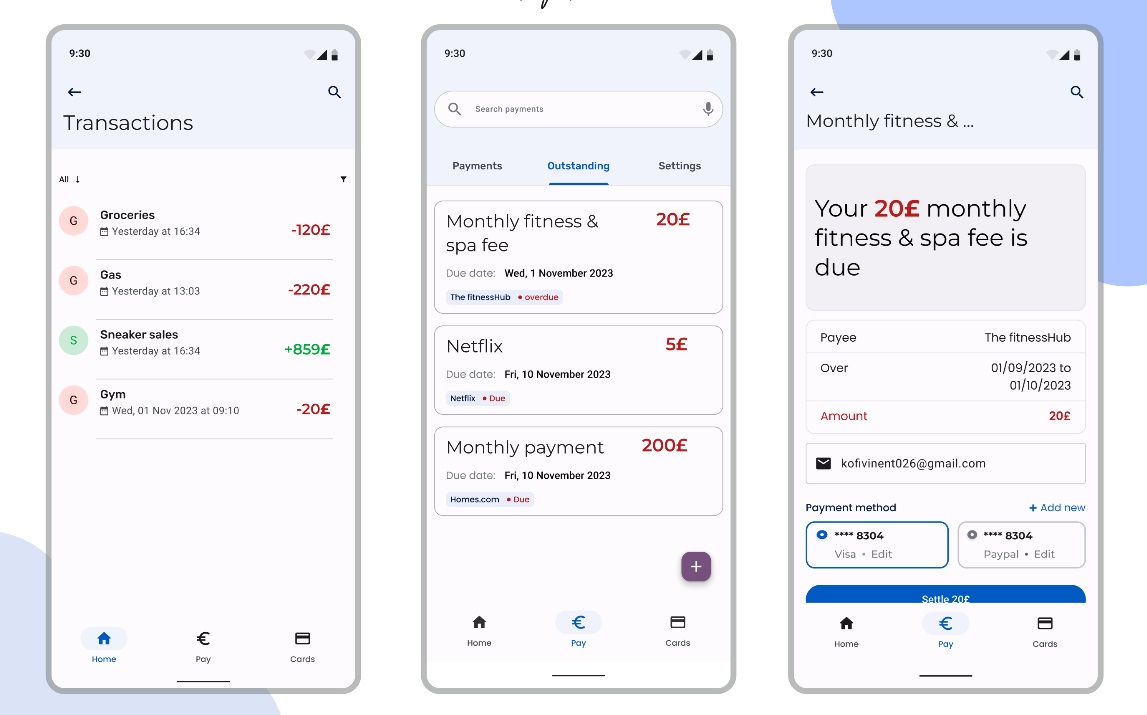 9:30
Transactions
All ↓
G
Groceries
Yesterday at 16:34
-120£
G
Gas
Yesterday at 13:03
-220£
S
Sneaker sales
Yesterday at 16:34
+859£
G
Gym
Wed, 01 Nov 2023 at 09:10
-20£
Home
€
Pay
Cards
9:30
Search payments
Payments Outstanding Settings
Monthly fitness & 20£
spa fee
Due date: Wed, 1 November 2023
The fitnessHub • overdue
Netflix 5£
Due date: Fri, 10 November 2023
Netflix • Due
Monthly payment 200£
Due date: Fri, 10 November 2023
Homes.com • Due
+
Home
€
Pay
Cards
9:30
Monthly fitness & ...
Your 20£ monthly
fitness & spa fee is
due
Payee The fitnessHub
Over 01/09/2023 to
01/10/2023
Amount 20£
kofivinent026@gmail.com
Payment method + Add new
**** 8304
Visa • Edit
**** 8304
Paypal • Edit
Settle 20£
Home
€
Pay
Cards